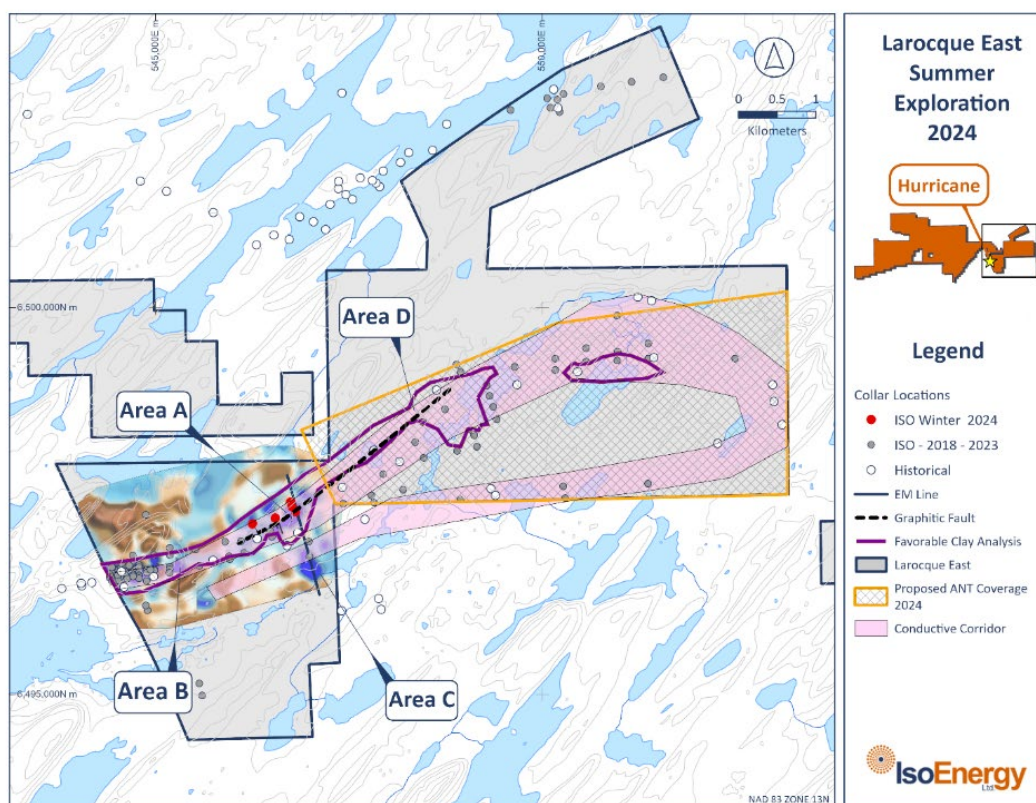 545,000E m
550,000E m
0 0.5 1
Kilometers
6,500,000N m
Area D
Area A
Area B
Area C
6,495,000N m
NAD 83 ZONE 13N
Larocque East
Summer
Exploration
2024
Hurricane
Legend
Collar Locations
ISO Winter 2024
ISO - 2018 - 2023
Historical
EM Line
Graphitic Fault
Favorable Clay Analysis
Larocque East
Proposed ANT Coverage
2024
Conductive Corridor
IsoEnergy
Ltd.